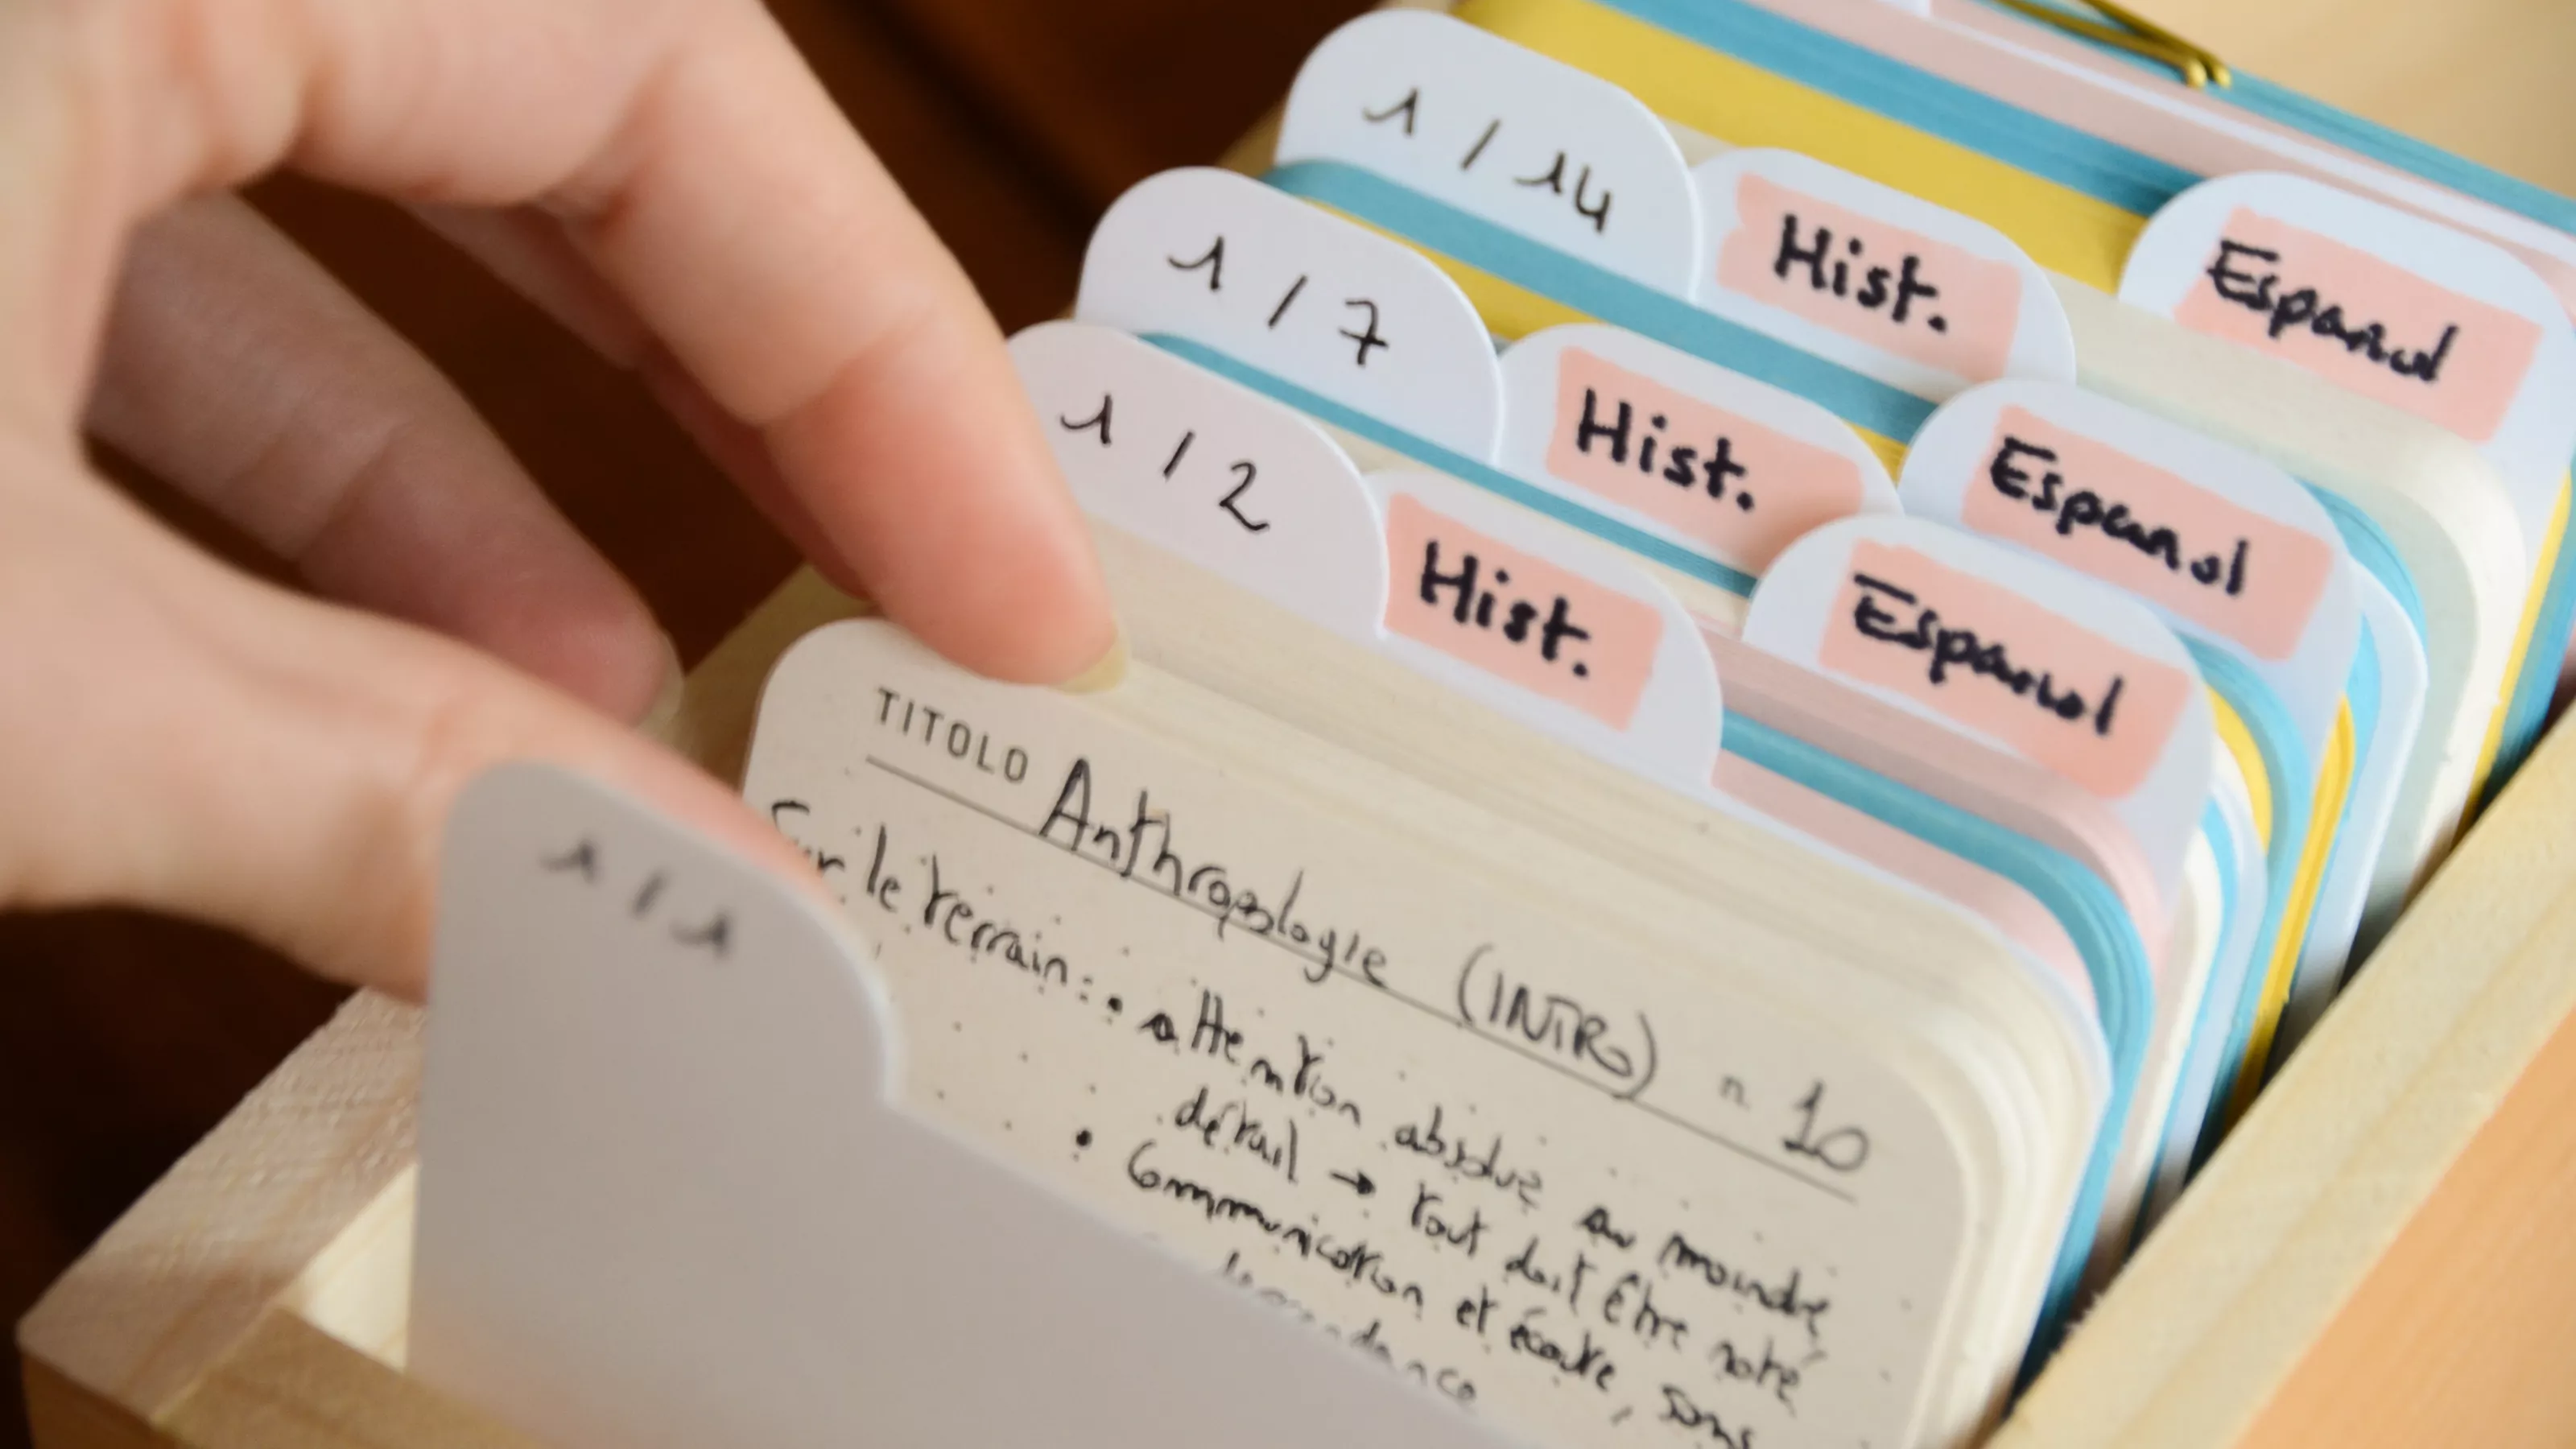 1/14
Hist.
Espanol
1/7
Hist.
Espanol
1/2
Hist.
Espanol
TITOLO Anthropologie (INTRO) n 10
Sur le terrain : • attention absolue au moindre
détail → tout doit être noté
• Communication et écoute, sans
1/1